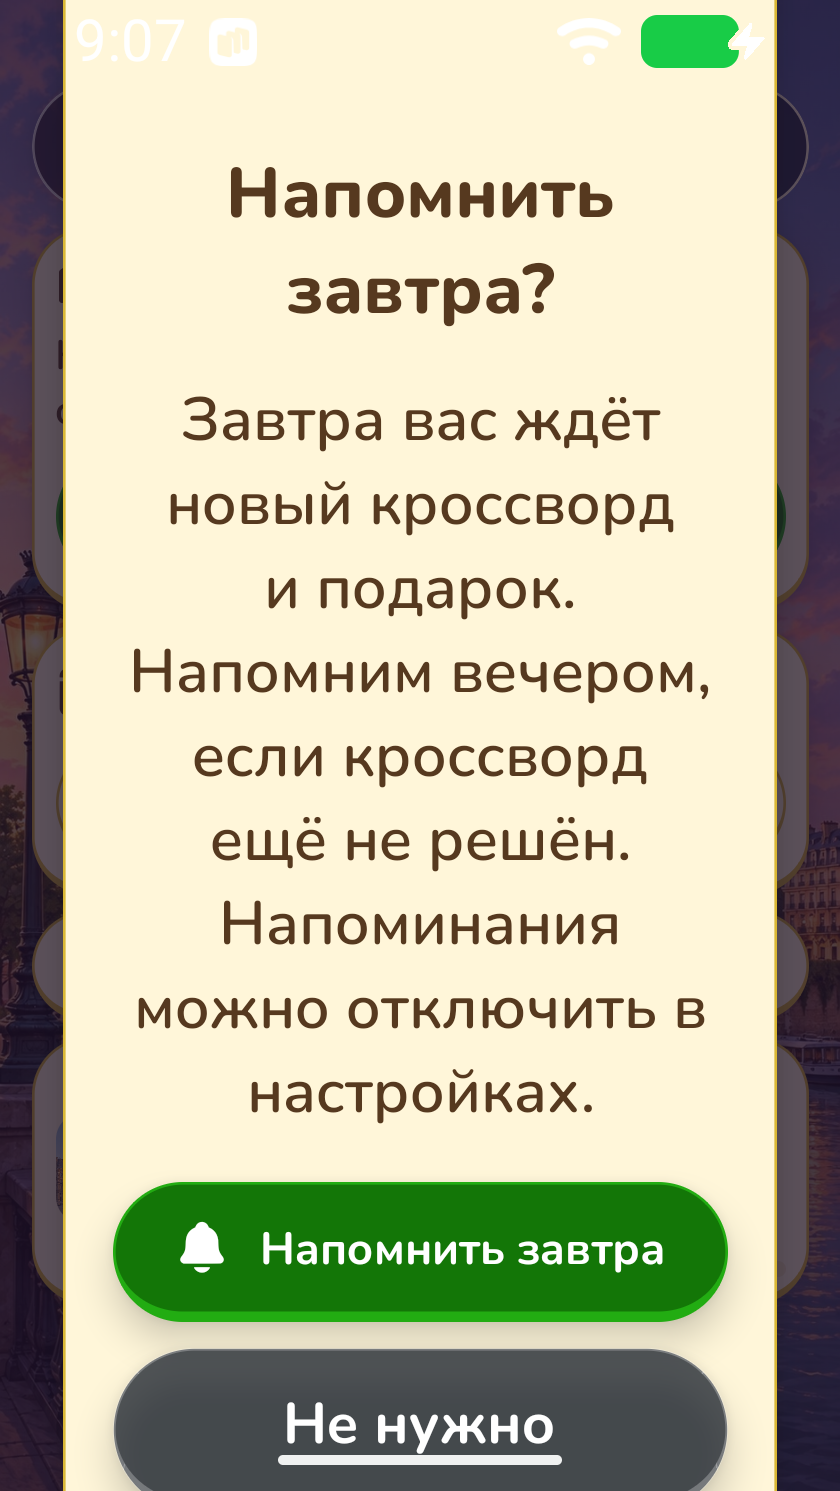 9:07
Напомнить
завтра?
Завтра вас ждёт
новый кроссворд
и подарок.
Напомним вечером,
если кроссворд
ещё не решён.
Напоминания
можно отключить в
настройках.
Напомнить завтра
Не нужно